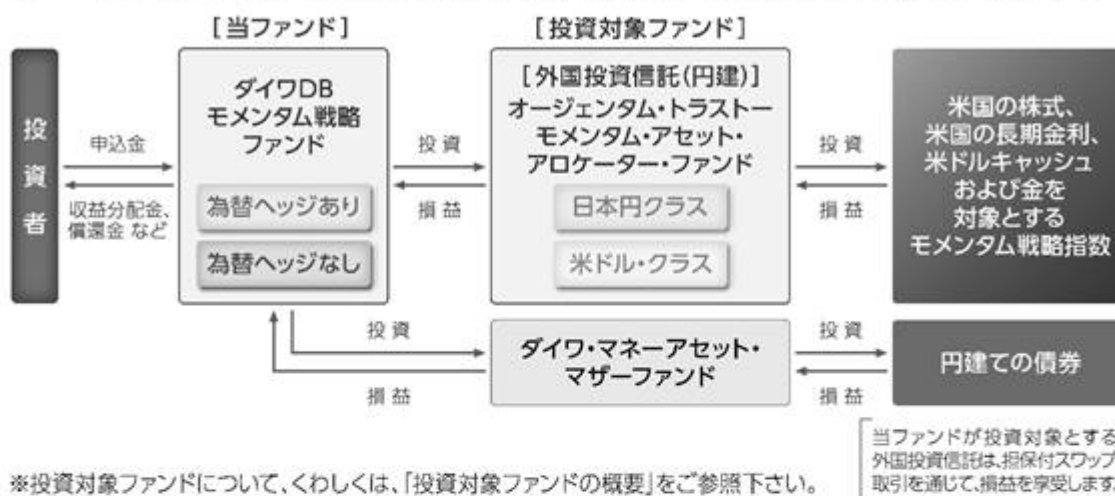 [当ファンド]
[投資対象ファンド]
投資者
申込金
収益分配金、
償還金 など
ダイワDB
モメンタム戦略
ファンド
為替ヘッジあり
為替ヘッジなし
投 資
損 益
[外国投資信託(円建)]
オージェンタム・トラスト－
モメンタム・アセット・
アロケーター・ファンド
日本円クラス
米ドル・クラス
投 資
損 益
米国の株式、
米国の長期金利、
米ドルキャッシュ
および金を
対象とする
モメンタム戦略指数
投 資
損 益
ダイワ・マネーアセット・
マザーファンド
投 資
損 益
円建ての債券
当ファンドが投資対象とする
外国投資信託は、担保付スワップ
取引を通じて、損益を享受します
※投資対象ファンドについて、くわしくは、「投資対象ファンドの概要」をご参照下さい。